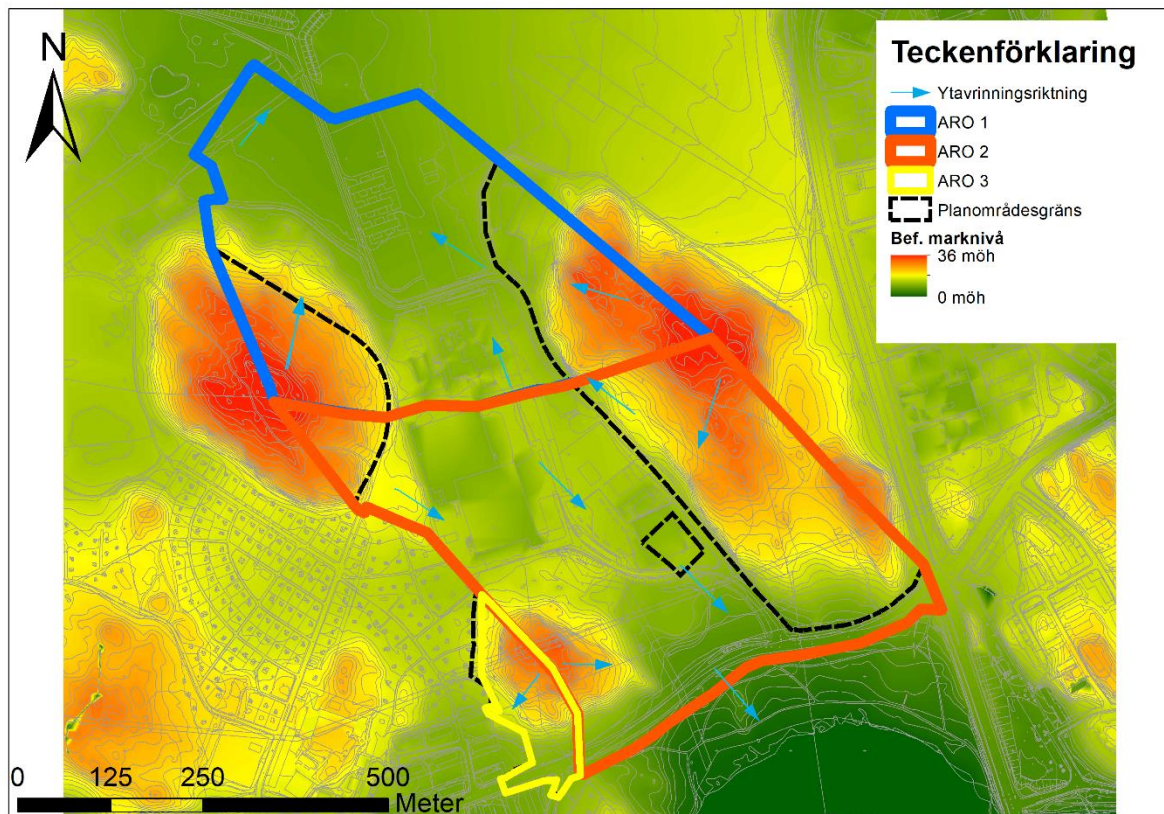 N
Teckenförklaring
Ytavrinningsriktning
ARO 1
ARO 2
ARO 3
Planområdesgräns
Bef. marknivå
36 möh
0 möh
0 125 250 500
Meter